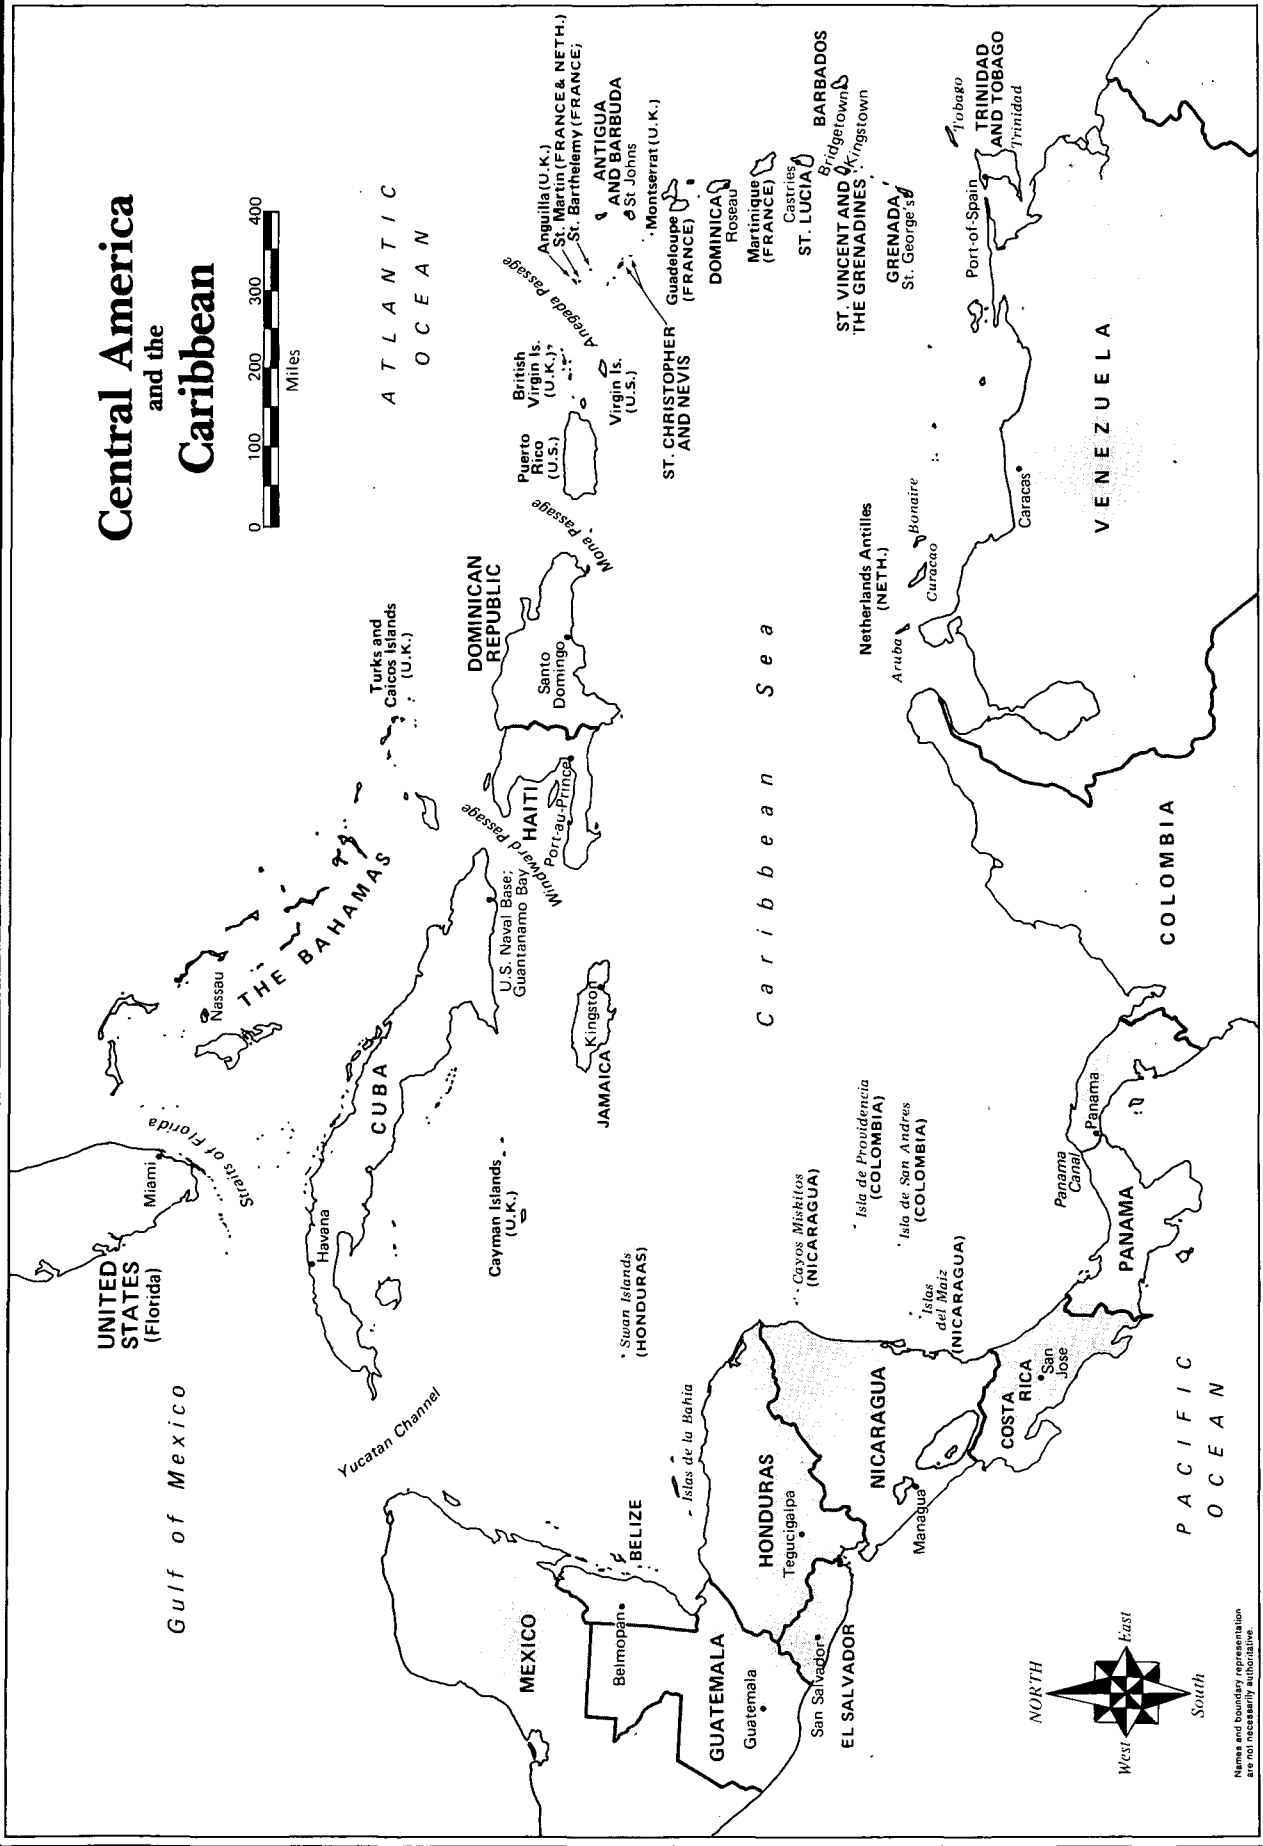 Central America
and the
Caribbean
0 100 200 300 400
Miles
ATLANTIC
OCEAN
UNITED
STATES
(Florida)
Miami
Straits of Florida
Gulf of Mexico
Nassau
THE BAHAMAS
Turks and
Caicos Islands
(U.K.)
Havana
CUBA
Yucatan Channel
U.S. Naval Base;
Guantanamo Bay
Windward Passage
HAITI
Port-au-Prince
DOMINICAN
REPUBLIC
Santo
Domingo
Mona Passage
Puerto
Rico
(U.S.)
British
Virgin Is.
(U.K.)
Virgin Is.
(U.S.)
Anegada Passage
Anguilla (U.K.)
St. Martin (FRANCE & NETH.)
St. Barthelemy (FRANCE;
ANTIGUA
AND BARBUDA
St Johns
Montserrat (U.K.)
ST. CHRISTOPHER
AND NEVIS
Guadeloupe
(FRANCE)
DOMINICA
Roseau
Martinique
(FRANCE)
Castries
ST. LUCIA
BARBADOS
Bridgetown
Kingstown
ST. VINCENT AND
THE GRENADINES
GRENADA
St. George's
Tobago
TRINIDAD
AND TOBAGO
Trinidad
Port-of-Spain
Cayman Islands
(U.K.)
Kingston
JAMAICA
Swan Islands
(HONDURAS)
Caribbean Sea
MEXICO
BELIZE
Belmopan
Islas de la Bahia
GUATEMALA
Guatemala
HONDURAS
Tegucigalpa
San Salvador
EL SALVADOR
NICARAGUA
Managua
Cayos Miskitos
(NICARAGUA)
Isla de Providencia
(COLOMBIA)
Isla de San Andres
(COLOMBIA)
Islas
del Maiz
(NICARAGUA)
COSTA
RICA
San
Jose
Panama
Canal
Panama
PANAMA
Netherlands Antilles
(NETH.)
Aruba
Curacao
Bonaire
Caracas
VENEZUELA
COLOMBIA
PACIFIC
OCEAN
NORTH
West
East
South
Names and boundary representation
are not necessarily authoritative.